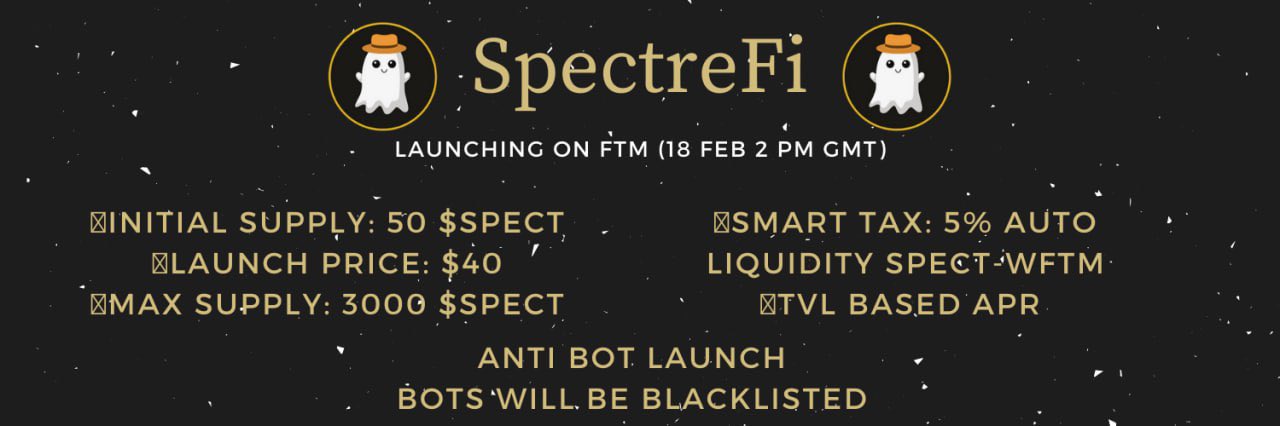 SpectreFi
LAUNCHING ON FTM (18 FEB 2 PM GMT)
INITIAL SUPPLY: 50 $SPECT
LAUNCH PRICE: $40
MAX SUPPLY: 3000 $SPECT
SMART TAX: 5% AUTO
LIQUIDITY SPECT-WFTM
TVL BASED APR
ANTI BOT LAUNCH
BOTS WILL BE BLACKLISTED